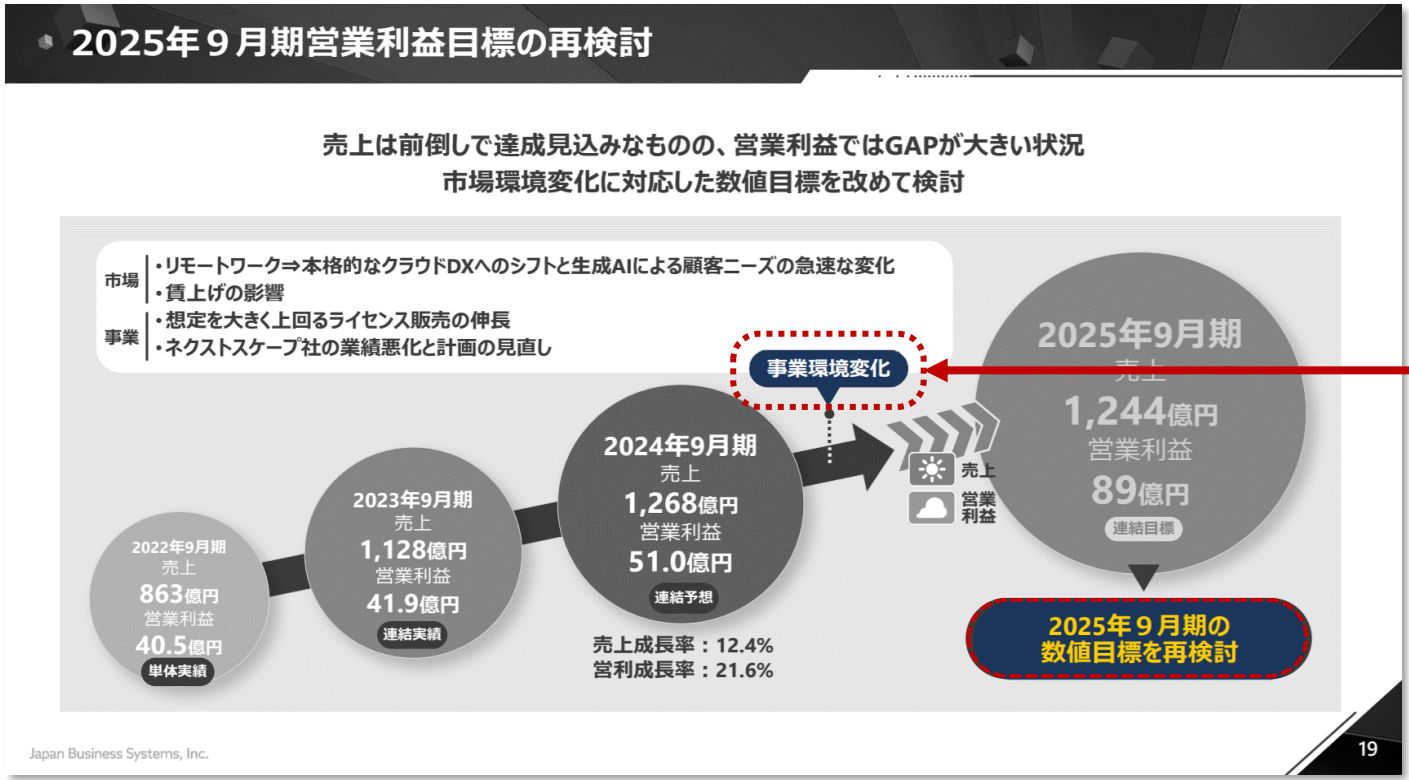 2025年９月期営業利益目標の再検討
売上は前倒しで達成見込みなものの、営業利益ではGAPが大きい状況
市場環境変化に対応した数値目標を改めて検討
市場
・リモートワーク⇒本格的なクラウドDXへのシフトと生成AIによる顧客ニーズの急速な変化
・賃上げの影響
事業
・想定を大きく上回るライセンス販売の伸長
・ネクストスケープ社の業績悪化と計画の見直し
2022年9月期
売上
863億円
営業利益
40.5億円
単体実績
2023年9月期
売上
1,128億円
営業利益
41.9億円
連結実績
2024年9月期
売上
1,268億円
営業利益
51.0億円
連結予想
売上成長率：12.4%
営利成長率：21.6%
事業環境変化
売上
営業
利益
2025年9月期
売上
1,244億円
営業利益
89億円
連結目標
2025年９月期の
数値目標を再検討
Japan Business Systems, Inc.
19